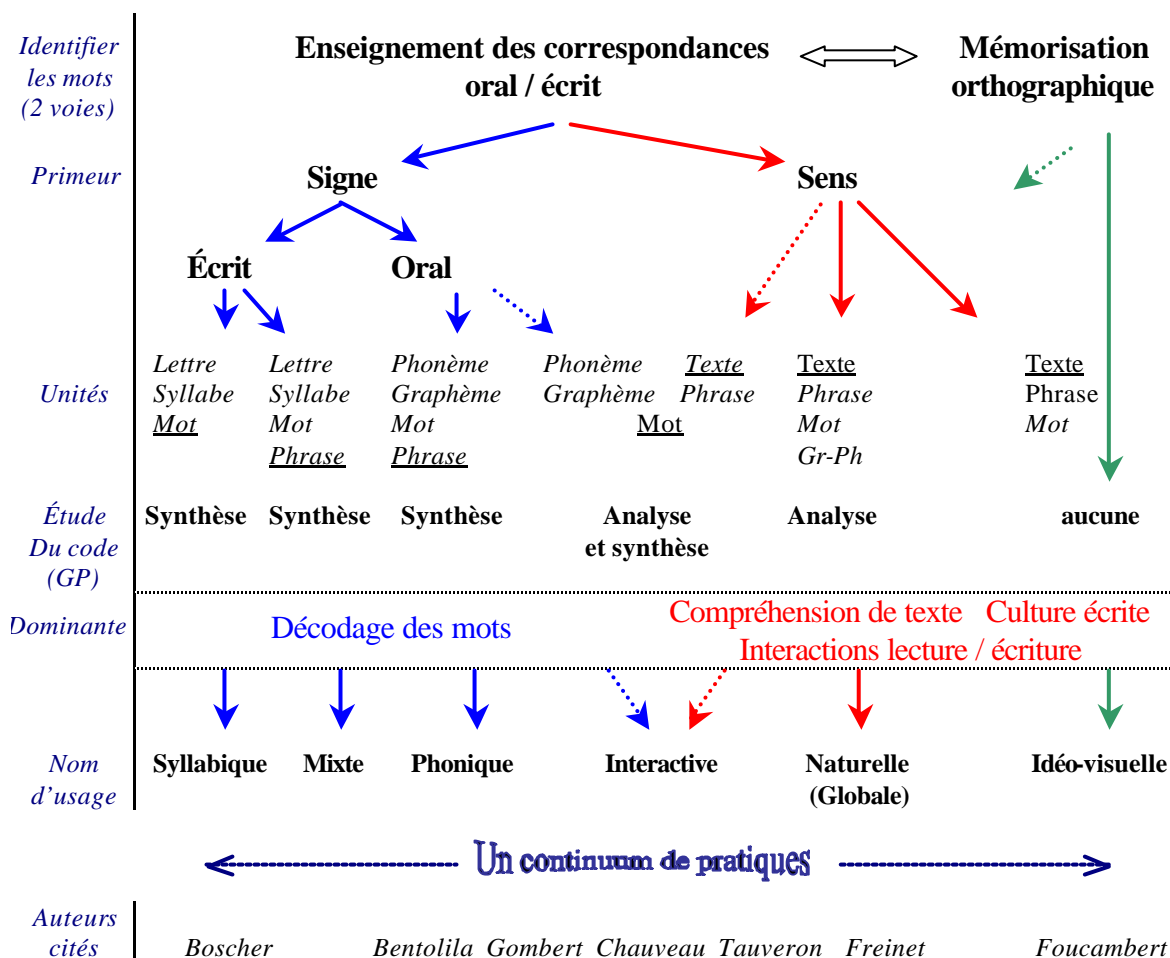 Identifier
les mots
(2 voies)
Enseignement des correspondances
oral / écrit
Mémorisation
orthographique
Primeur
Signe
Sens
Écrit
Oral
Unités
Lettre
Syllabe
Mot
Lettre
Syllabe
Mot
Phrase
Phonème
Graphème
Mot
Phrase
Phonème
Graphème
Texte
Phrase
Mot
Texte
Phrase
Mot
Gr-Ph
Texte
Phrase
Mot
Étude
Du code
(GP)
Synthèse
Synthèse
Synthèse
Analyse
et synthèse
Analyse
aucune
Dominante
Décodage des mots
Compréhension de texte Culture écrite
Interactions lecture / écriture
Nom
d'usage
Syllabique
Mixte
Phonique
Interactive
Naturelle
(Globale)
Idéo-visuelle
Un continuum de pratiques
Auteurs
cités
Boscher Bentolila Gombert Chauveau Tauveron Freinet Foucambert